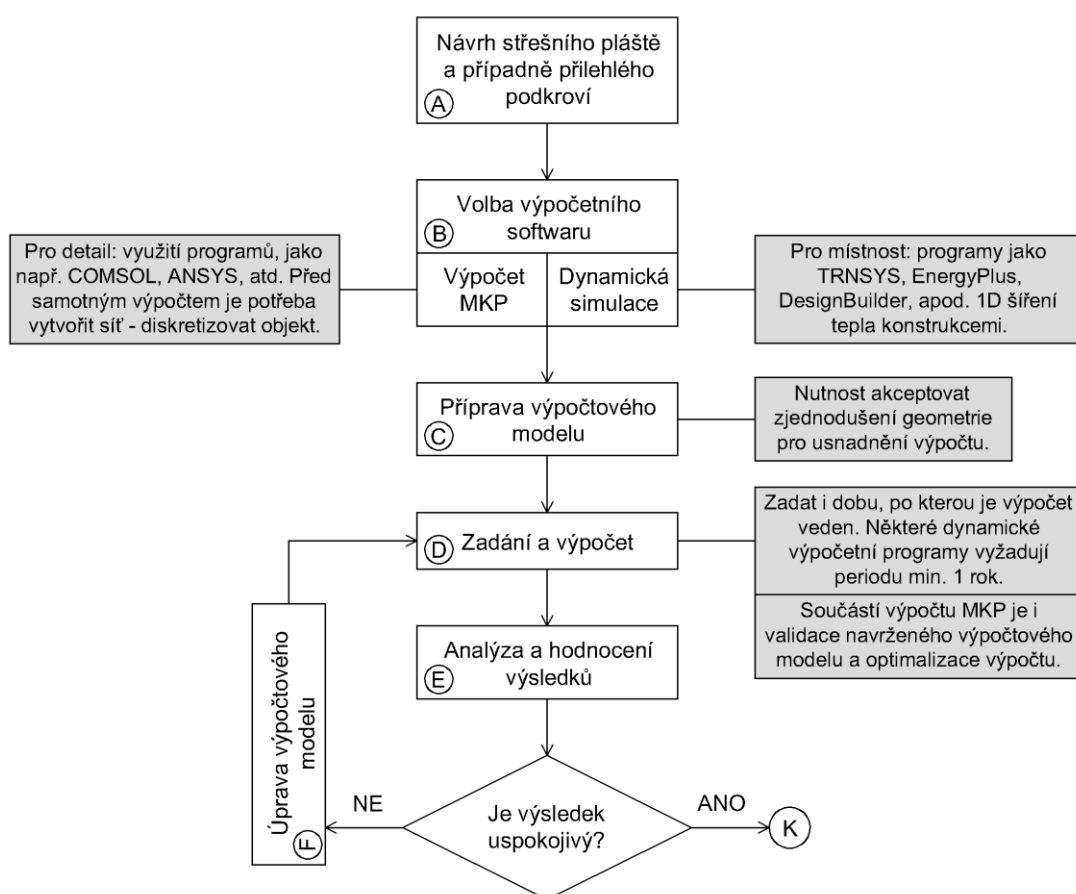 Návrh střešního pláště
a případně přilehlého
podkroví
A
Volba výpočetního
softwaru
B
Výpočet
MKP
Dynamická
simulace
Pro detail: využití programů, jako
např. COMSOL, ANSYS, atd. Před
samotným výpočtem je potřeba
vytvořit síť - diskretizovat objekt.
Pro místnost: programy jako
TRNSYS, EnergyPlus,
DesignBuilder, apod. 1D šíření
tepla konstrukcemi.
Příprava výpočtového
modelu
C
Nutnost akceptovat
zjednodušení geometrie
pro usnadnění výpočtu.
Zadání a výpočet
D
Zadat i dobu, po kterou je výpočet
veden. Některé dynamické
výpočetní programy vyžadují
periodu min. 1 rok.
Součástí výpočtu MKP je i
validace navrženého výpočtového
modelu a optimalizace výpočtu.
Analýza a hodnocení
výsledků
E
Úprava výpočtového
modelu
F
NE
Je výsledek
uspokojivý?
ANO
K